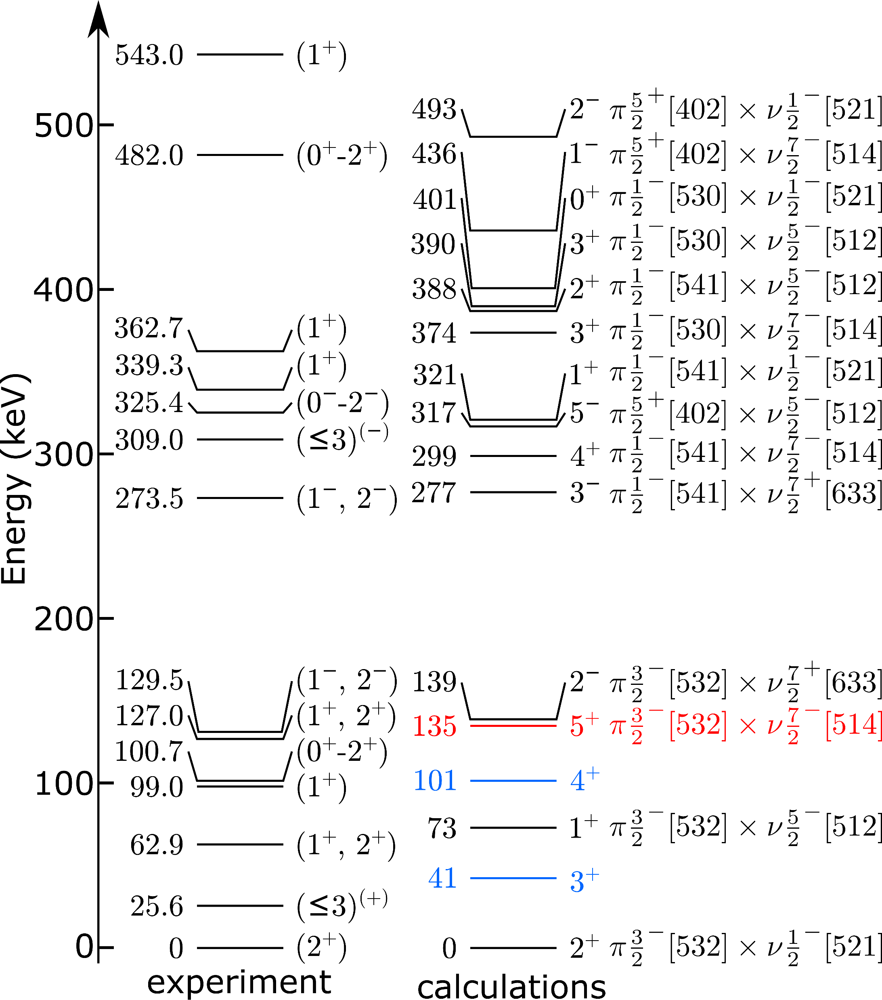 Energy (keV)
500
400
300
200
100
0
543.0 (1⁺)
482.0 (0⁺-2⁺)
362.7 (1⁺)
339.3 (1⁺)
325.4 (0⁻-2⁻)
309.0 (≤3)⁽⁻⁾
273.5 (1⁻, 2⁻)
129.5 (1⁻, 2⁻)
127.0 (1⁺, 2⁺)
100.7 (0⁺-2⁺)
99.0 (1⁺)
62.9 (1⁺, 2⁺)
25.6 (≤3)⁽⁺⁾
0 (2⁺)
experiment
493 2⁻ π5/2⁺[402] × ν1/2⁻[521]
436 1⁻ π5/2⁺[402] × ν7/2⁻[514]
401 0⁺ π1/2⁻[530] × ν1/2⁻[521]
390 3⁺ π1/2⁻[530] × ν5/2⁻[512]
388 2⁺ π1/2⁻[541] × ν5/2⁻[512]
374 3⁺ π1/2⁻[530] × ν7/2⁻[514]
321 1⁺ π1/2⁻[541] × ν1/2⁻[521]
317 5⁻ π5/2⁺[402] × ν5/2⁻[512]
299 4⁺ π1/2⁻[541] × ν7/2⁻[514]
277 3⁻ π1/2⁻[541] × ν7/2⁺[633]
139 2⁻ π3/2⁻[532] × ν7/2⁺[633]
135 5⁺ π3/2⁻[532] × ν7/2⁻[514]
101 4⁺
73 1⁺ π3/2⁻[532] × ν5/2⁻[512]
41 3⁺
0 2⁺ π3/2⁻[532] × ν1/2⁻[521]
calculations